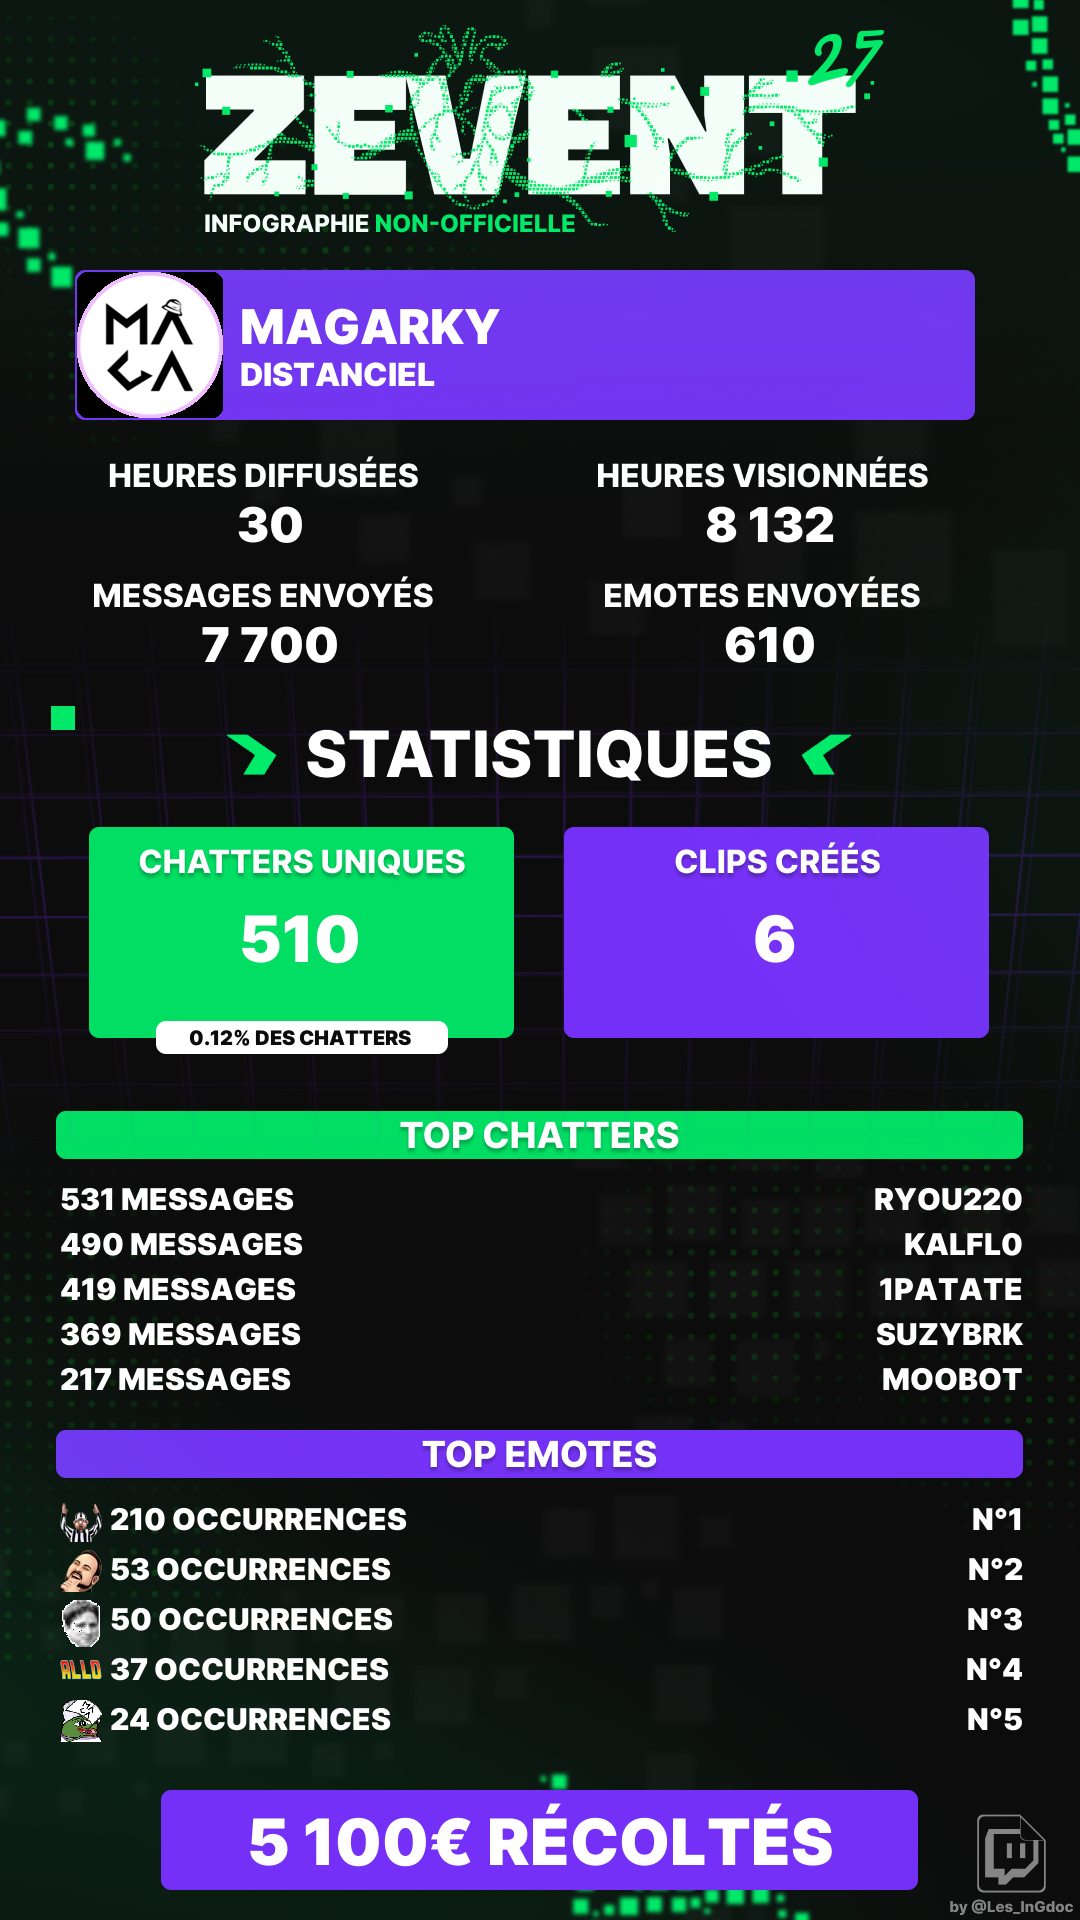 ZEVENT 25
INFOGRAPHIE NON-OFFICIELLE
MAGA
MAGARKY
DISTANCIEL
HEURES DIFFUSÉES
30
HEURES VISIONNÉES
8 132
MESSAGES ENVOYÉS
7 700
EMOTES ENVOYÉES
610
STATISTIQUES
CHATTERS UNIQUES
510
0.12% DES CHATTERS
CLIPS CRÉÉS
6
TOP CHATTERS
531 MESSAGES RYOU220
490 MESSAGES KALFL0
419 MESSAGES 1PATATE
369 MESSAGES SUZYBRK
217 MESSAGES MOOBOT
TOP EMOTES
210 OCCURRENCES N°1
53 OCCURRENCES N°2
50 OCCURRENCES N°3
ALLO 37 OCCURRENCES N°4
24 OCCURRENCES N°5
5 100€ RÉCOLTÉS
by @Les_InGdoc